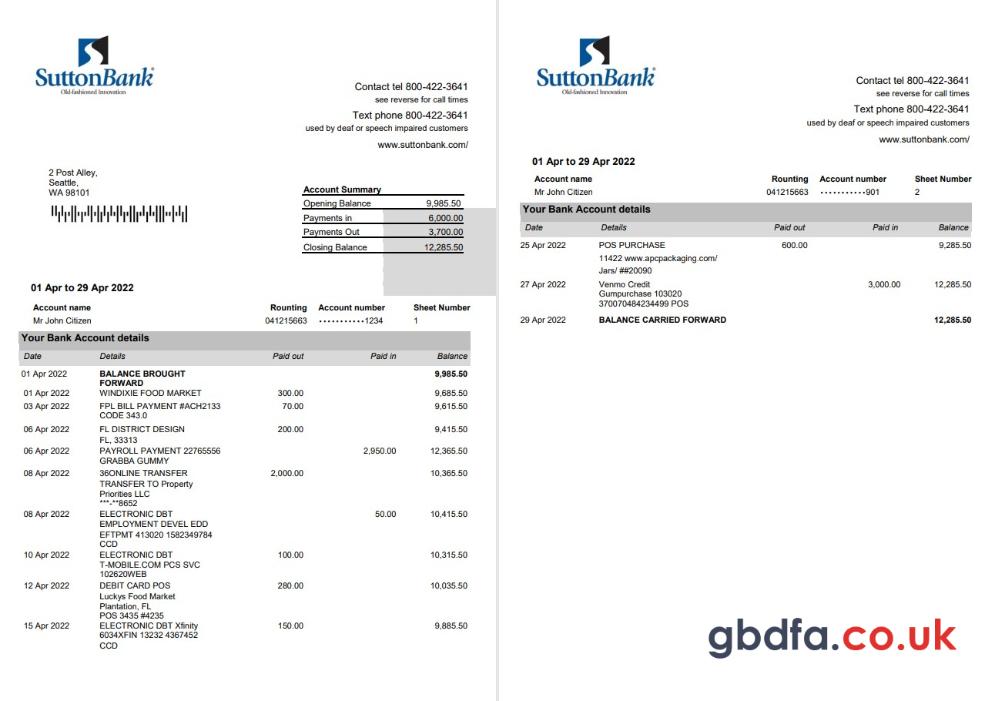 SuttonBank®
Old-fashioned Innovation
Contact tel 800-422-3641
see reverse for call times
Text phone 800-422-3641
used by deaf or speech impaired customers
www.suttonbank.com/
2 Post Alley,
Seattle,
WA 98101
Account Summary
Opening Balance 9,985.50
Payments in 6,000.00
Payments Out 3,700.00
Closing Balance 12,285.50
01 Apr to 29 Apr 2022
Account name Rounting Account number Sheet Number
Mr John Citizen 041215663 ···········1234 1
Your Bank Account details
Date Details Paid out Paid in Balance
01 Apr 2022 BALANCE BROUGHT 9,985.50
FORWARD
01 Apr 2022 WINDIXIE FOOD MARKET 300.00 9,685.50
03 Apr 2022 FPL BILL PAYMENT #ACH2133 70.00 9,615.50
CODE 343.0
06 Apr 2022 FL DISTRICT DESIGN 200.00 9,415.50
FL, 33313
06 Apr 2022 PAYROLL PAYMENT 22765556 2,950.00 12,365.50
GRABBA GUMMY
08 Apr 2022 36ONLINE TRANSFER 2,000.00 10,365.50
TRANSFER TO Property
Priorities LLC
***-**8652
08 Apr 2022 ELECTRONIC DBT 50.00 10,415.50
EMPLOYMENT DEVEL EDD
EFTPMT 413020 1582349784
CCD
10 Apr 2022 ELECTRONIC DBT 100.00 10,315.50
T-MOBILE.COM PCS SVC
102620WEB
12 Apr 2022 DEBIT CARD POS 280.00 10,035.50
Luckys Food Market
Plantation, FL
POS 3435 #4235
15 Apr 2022 ELECTRONIC DBT Xfinity 150.00 9,885.50
6034XFIN 13232 4367452
CCD
SuttonBank®
Old-fashioned Innovation
Contact tel 800-422-3641
see reverse for call times
Text phone 800-422-3641
used by deaf or speech impaired customers
www.suttonbank.com/
01 Apr to 29 Apr 2022
Account name Rounting Account number Sheet Number
Mr John Citizen 041215663 ···········901 2
Your Bank Account details
Date Details Paid out Paid in Balance
25 Apr 2022 POS PURCHASE 600.00 9,285.50
11422 www.apcpackaging.com/
Jars/ ##20090
27 Apr 2022 Venmo Credit 3,000.00 12,285.50
Gumpurchase 103020
370070484234499 POS
29 Apr 2022 BALANCE CARRIED FORWARD 12,285.50
gbdfa.co.uk